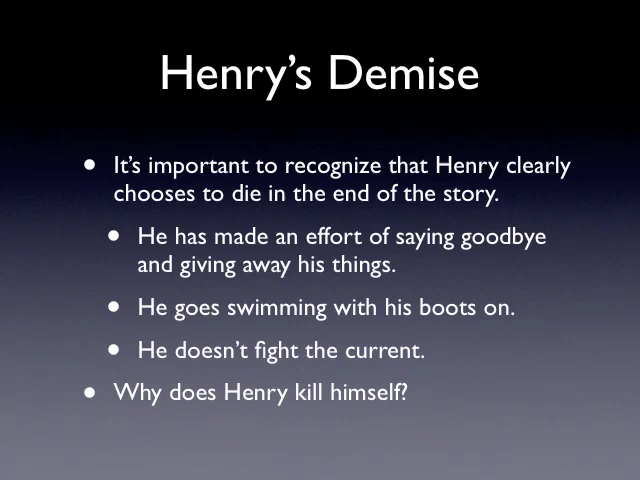 Henry’s Demise
• It’s important to recognize that Henry clearly
chooses to die in the end of the story.
• He has made an effort of saying goodbye
and giving away his things.
• He goes swimming with his boots on.
• He doesn’t fight the current.
• Why does Henry kill himself?